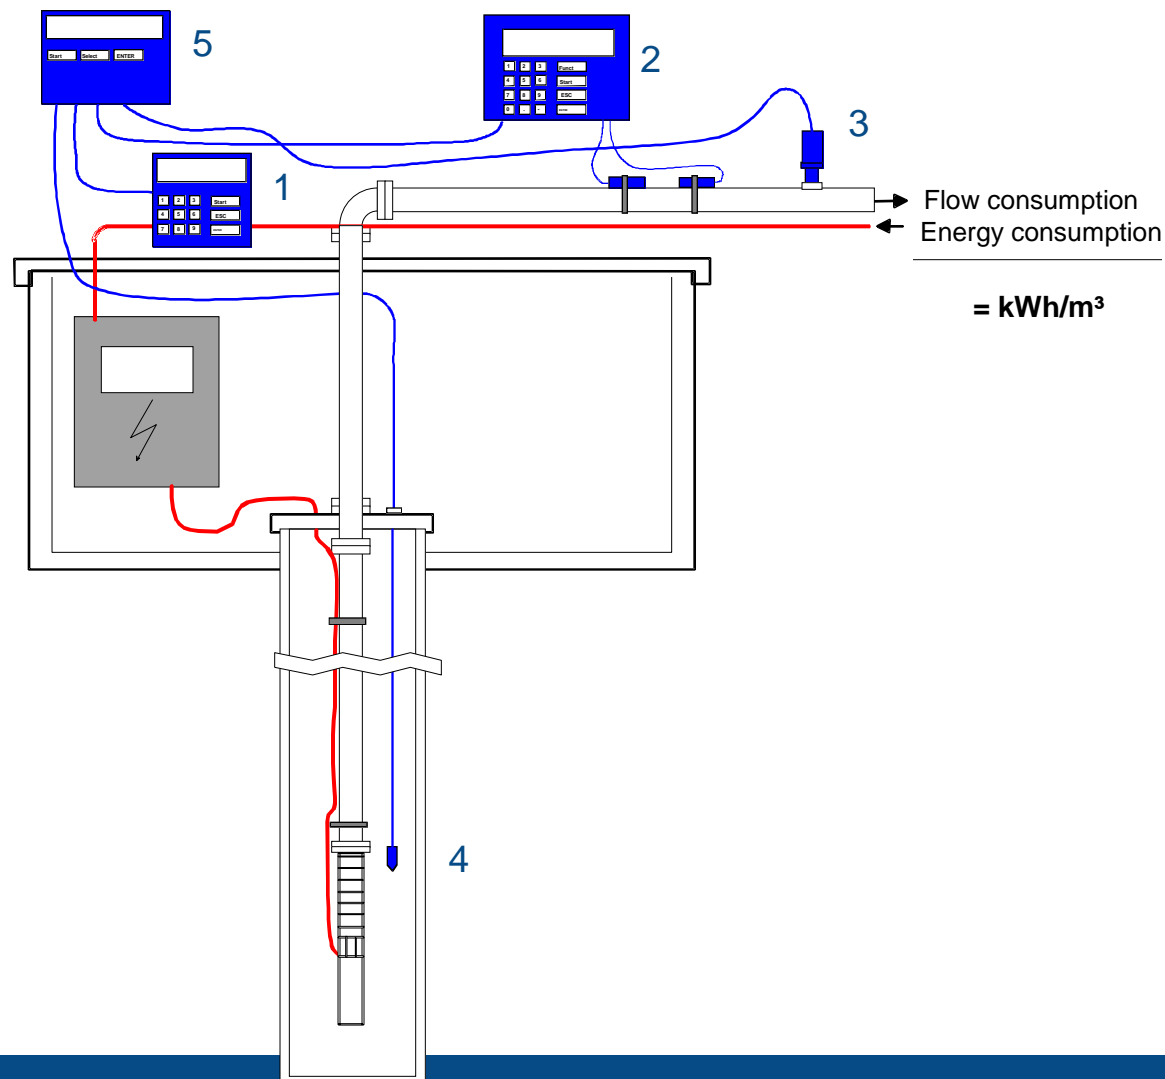 5
Start Select ENTER
2
1 2 3 Funct
4 5 6 Start
7 8 9 ESC
0 . -
3
1
1 2 3 Start
4 5 6 ESC
7 8 9
Flow consumption
Energy consumption
= kWh/m³
4